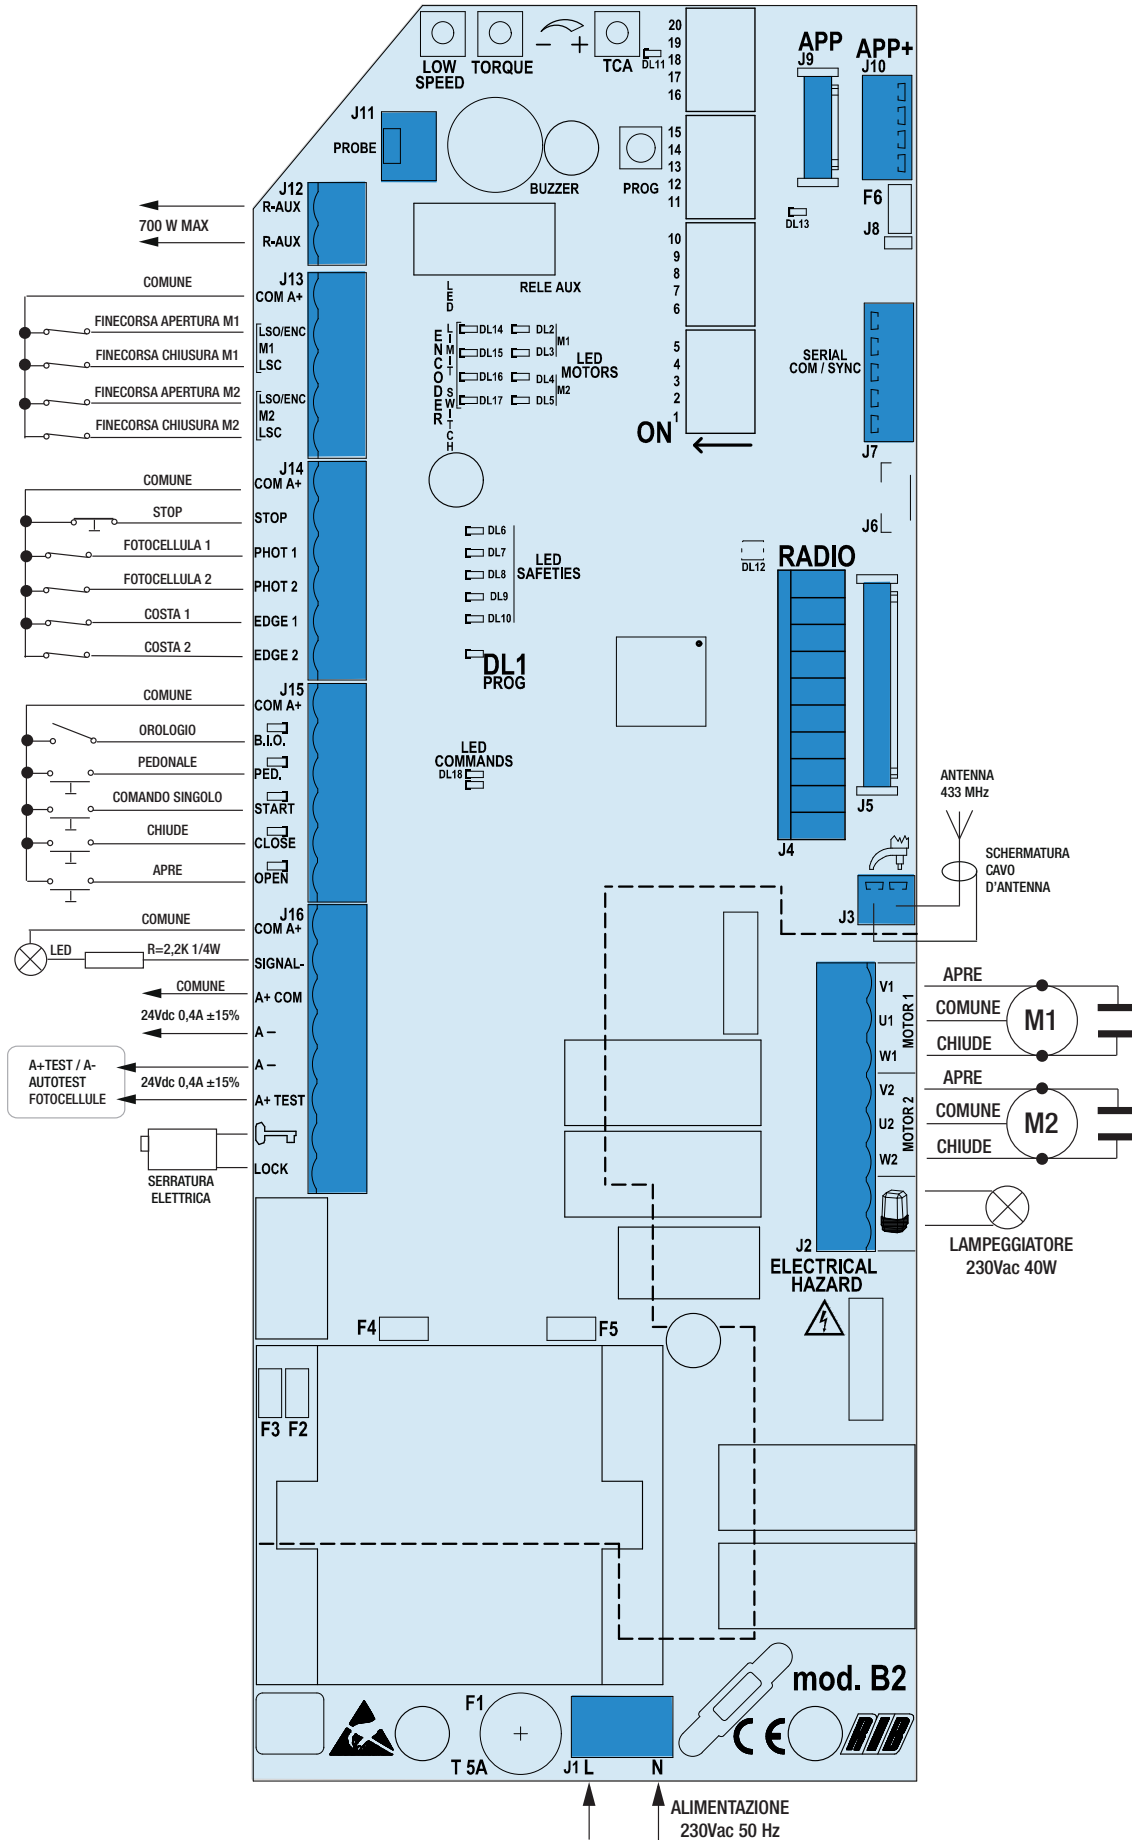 LOW
SPEED
TORQUE
− +
TCA
DL11
20
19
18
17
16
APP
J9
APP+
J10
J11
PROBE
BUZZER
PROG
15
14
13
12
11
DL13
F6
J8
J12
R-AUX
700 W MAX
R-AUX
RELE AUX
10
9
8
7
6
J13
COMUNE
COM A+
FINECORSA APERTURA M1
LSO/ENC
M1
FINECORSA CHIUSURA M1
LSC
FINECORSA APERTURA M2
LSO/ENC
M2
FINECORSA CHIUSURA M2
LSC
LED
LIMIT SWITCH
ENCODER
DL14
DL15
DL16
DL17
DL2
DL3
M1
DL4
DL5
M2
LED
MOTORS
5
4
3
2
1
ON
SERIAL
COM / SYNC
J7
J6
J14
COMUNE
COM A+
STOP
STOP
FOTOCELLULA 1
PHOT 1
FOTOCELLULA 2
PHOT 2
COSTA 1
EDGE 1
COSTA 2
EDGE 2
DL6
DL7
DL8
DL9
DL10
LED
SAFETIES
DL1
PROG
DL12
RADIO
J15
COMUNE
COM A+
OROLOGIO
B.I.O.
PEDONALE
PED.
COMANDO SINGOLO
START
CHIUDE
CLOSE
APRE
OPEN
LED
COMMANDS
DL18
J5
J4
ANTENNA
433 MHz
SCHERMATURA
CAVO
D'ANTENNA
J3
J16
COMUNE
COM A+
LED
R=2,2K 1/4W
SIGNAL-
COMUNE
A+ COM
24Vdc 0,4A ±15%
A −
A+TEST / A-
AUTOTEST
FOTOCELLULE
A −
24Vdc 0,4A ±15%
A+ TEST
LOCK
SERRATURA
ELETTRICA
V1
U1
W1
MOTOR 1
APRE
COMUNE
CHIUDE
M1
V2
U2
W2
MOTOR 2
APRE
COMUNE
CHIUDE
M2
J2
LAMPEGGIATORE
230Vac 40W
ELECTRICAL
HAZARD
F4
F5
F3
F2
mod. B2
F1
T 5A
J1
L
N
CE
RIB
ALIMENTAZIONE
230Vac 50 Hz